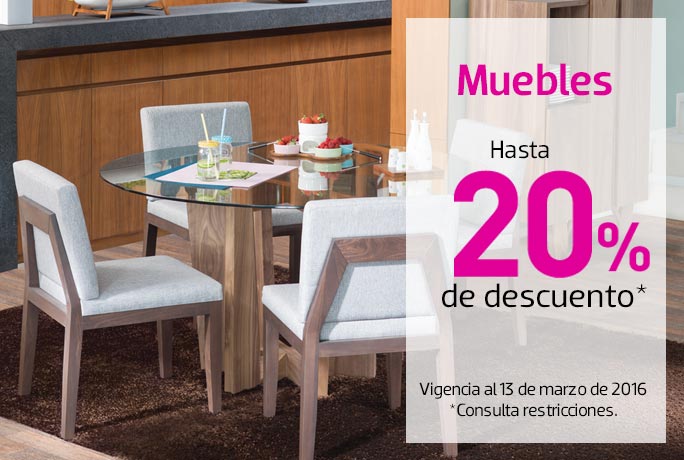 Muebles
Hasta
20%
de descuento*
Vigencia al 13 de marzo de 2016
*Consulta restricciones.